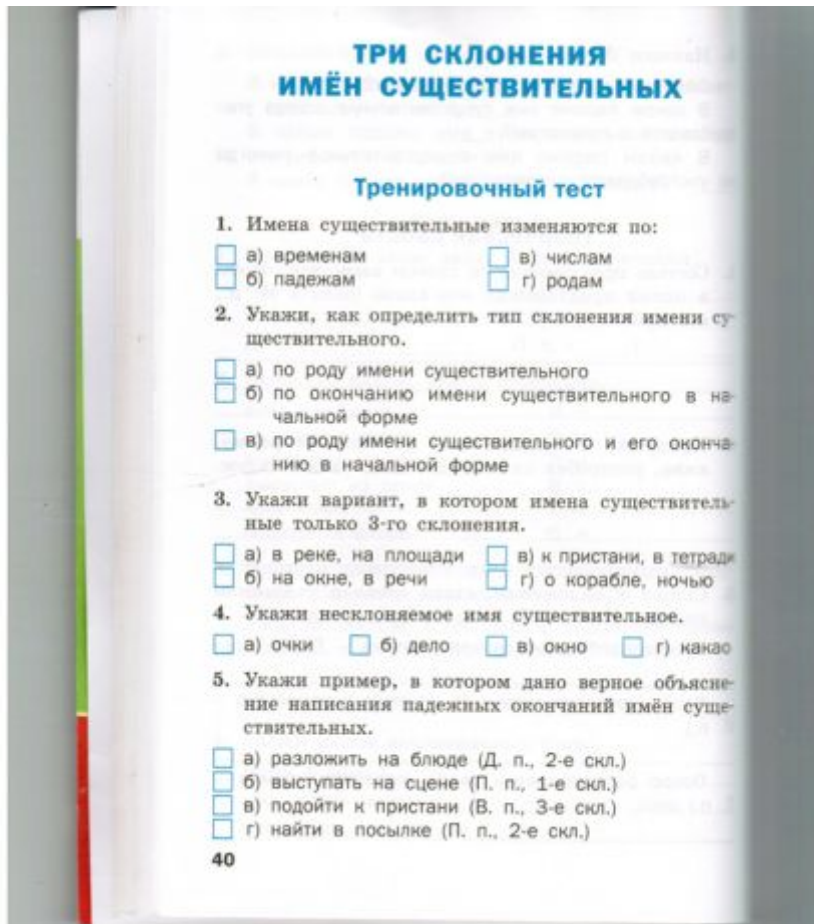 ТРИ СКЛОНЕНИЯ
ИМЁН СУЩЕСТВИТЕЛЬНЫХ
Тренировочный тест
1. Имена существительные изменяются по:
а) временам в) числам
б) падежам г) родам
2. Укажи, как определить тип склонения имени су-
ществительного.
а) по роду имени существительного
б) по окончанию имени существительного в на-
чальной форме
в) по роду имени существительного и его оконча-
нию в начальной форме
3. Укажи вариант, в котором имена существитель-
ные только 3-го склонения.
а) в реке, на площади в) к пристани, в тетради
б) на окне, в речи г) о корабле, ночью
4. Укажи несклоняемое имя существительное.
а) очки б) дело в) окно г) какао
5. Укажи пример, в котором дано верное объясне-
ние написания падежных окончаний имён суще-
ствительных.
а) разложить на блюде (Д. п., 2-е скл.)
б) выступать на сцене (П. п., 1-е скл.)
в) подойти к пристани (В. п., 3-е скл.)
г) найти в посылке (П. п., 2-е скл.)
40